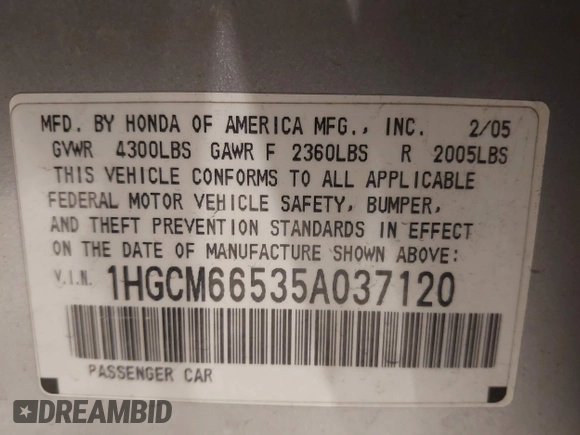 MFD. BY HONDA OF AMERICA MFG., INC. 2/05
GVWR 4300LBS GAWR F 2360LBS R 2005LBS
THIS VEHICLE CONFORMS TO ALL APPLICABLE
FEDERAL MOTOR VEHICLE SAFETY, BUMPER,
AND THEFT PREVENTION STANDARDS IN EFFECT
ON THE DATE OF MANUFACTURE SHOWN ABOVE:
V.I.N. 1HGCM66535A037120
PASSENGER CAR
DREAMBID